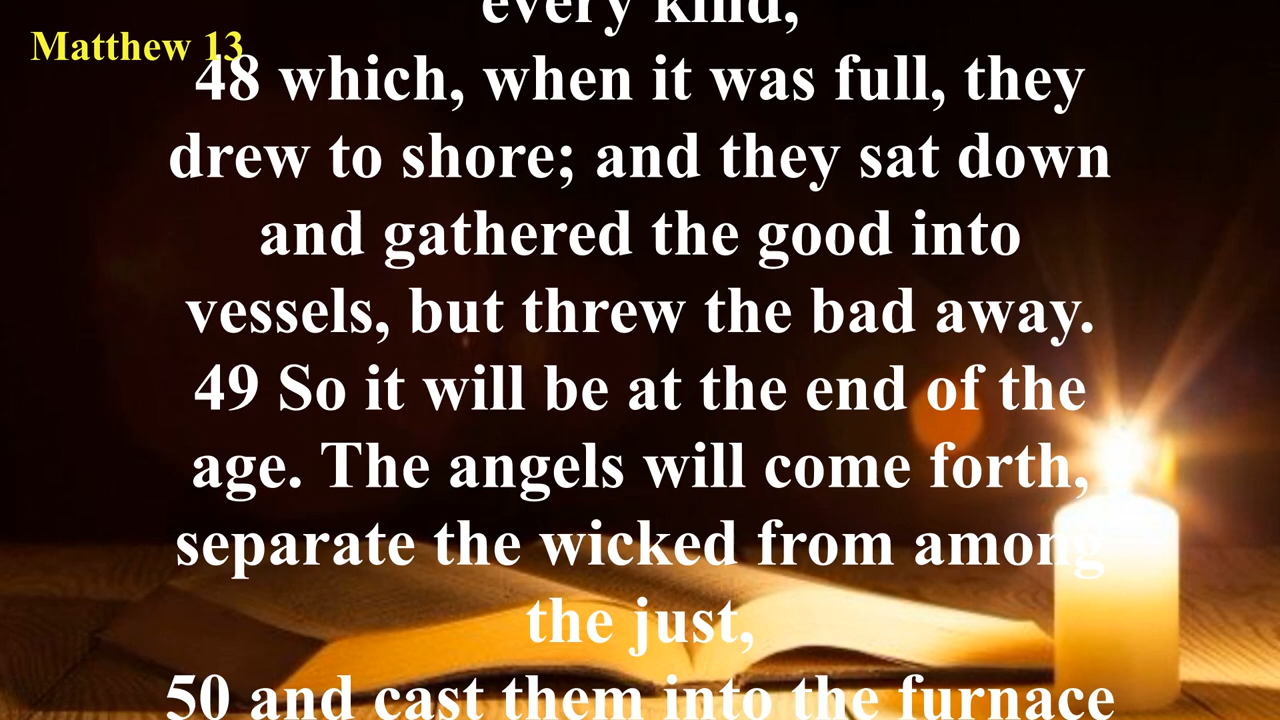 every kind,
Matthew 13
48 which, when it was full, they
drew to shore; and they sat down
and gathered the good into
vessels, but threw the bad away.
49 So it will be at the end of the
age. The angels will come forth,
separate the wicked from among
the just,
50 and cast them into the furnace